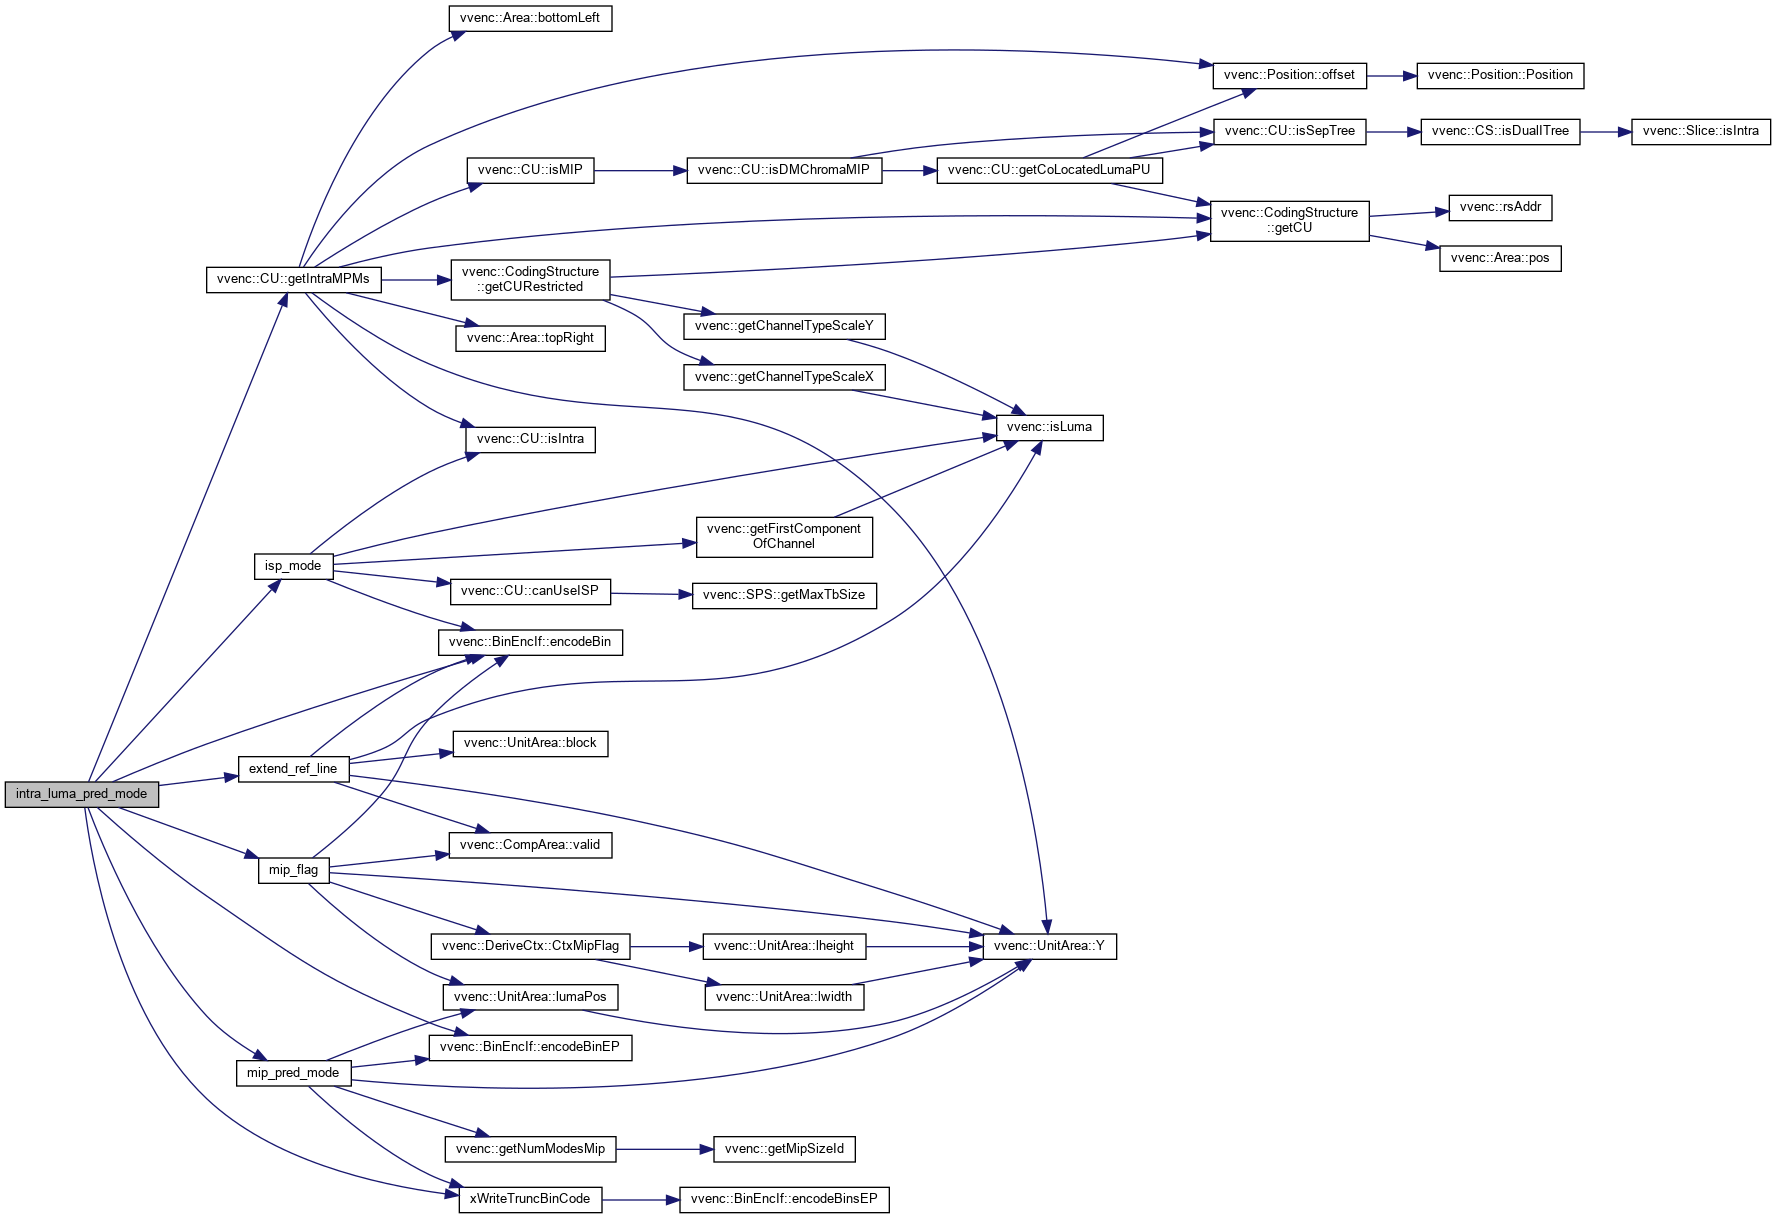 vvenc::Area::bottomLeft
vvenc::Position::offset
vvenc::Position::Position
vvenc::CU::isSepTree
vvenc::CS::isDualITree
vvenc::Slice::isIntra
vvenc::CU::isMIP
vvenc::CU::isDMChromaMIP
vvenc::CU::getCoLocatedLumaPU
vvenc::CodingStructure
::getCU
vvenc::rsAddr
vvenc::Area::pos
vvenc::CU::getIntraMPMs
vvenc::CodingStructure
::getCURestricted
vvenc::getChannelTypeScaleY
vvenc::Area::topRight
vvenc::getChannelTypeScaleX
vvenc::isLuma
vvenc::CU::isIntra
vvenc::getFirstComponent
OfChannel
isp_mode
vvenc::CU::canUseISP
vvenc::SPS::getMaxTbSize
vvenc::BinEncIf::encodeBin
vvenc::UnitArea::block
extend_ref_line
intra_luma_pred_mode
vvenc::CompArea::valid
mip_flag
vvenc::DeriveCtx::CtxMipFlag
vvenc::UnitArea::lheight
vvenc::UnitArea::Y
vvenc::UnitArea::lumaPos
vvenc::UnitArea::lwidth
vvenc::BinEncIf::encodeBinEP
mip_pred_mode
vvenc::getNumModesMip
vvenc::getMipSizeId
xWriteTruncBinCode
vvenc::BinEncIf::encodeBinsEP